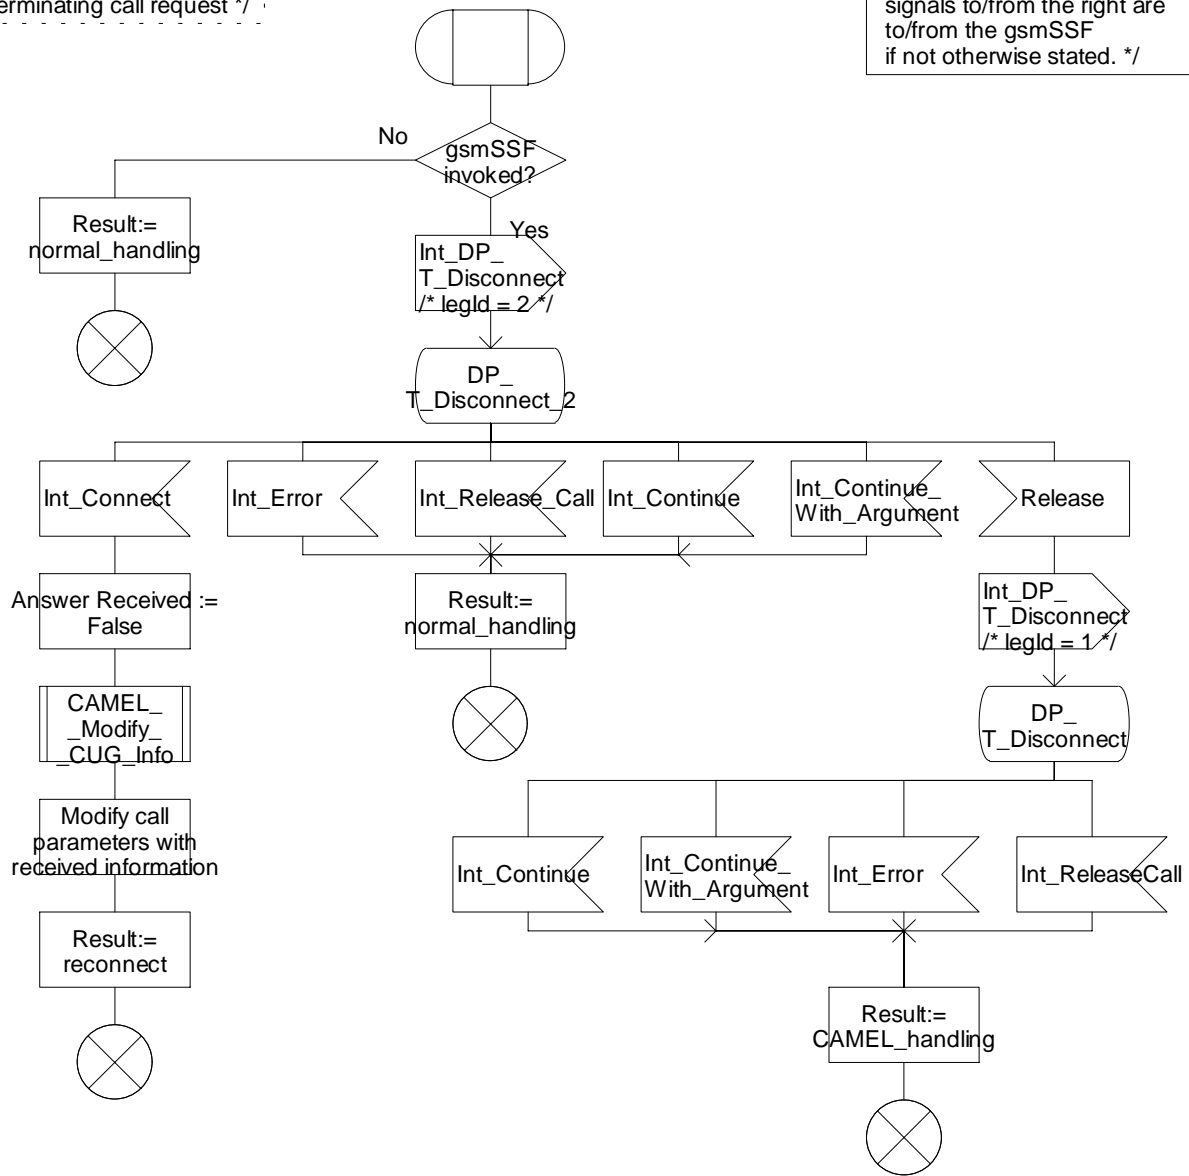 erminating call request */
signals to/from the right are
to/from the gsmSSF
if not otherwise stated. */
No
gsmSSF
invoked?
Result:=
normal_handling
Yes
Int_DP_
T_Disconnect
/* legId = 2 */
DP_
T_Disconnect_2
Int_Connect
Int_Error
Int_Release_Call
Int_Continue
Int_Continue_
With_Argument
Release
Answer Received :=
False
Result:=
normal_handling
Int_DP_
T_Disconnect
/* legId = 1 */
CAMEL_
_Modify_
_CUG_Info
DP_
T_Disconnect
Modify call
parameters with
received information
Int_Continue
Int_Continue_
With_Argument
Int_Error
Int_ReleaseCall
Result:=
reconnect
Result:=
CAMEL_handling